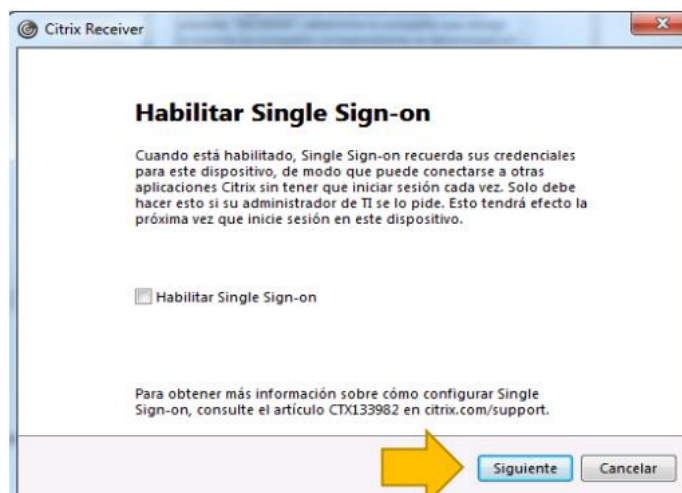 Citrix Receiver
Habilitar Single Sign-on
Cuando está habilitado, Single Sign-on recuerda sus credenciales
para este dispositivo, de modo que puede conectarse a otras
aplicaciones Citrix sin tener que iniciar sesión cada vez. Solo debe
hacer esto si su administrador de TI se lo pide. Esto tendrá efecto la
próxima vez que inicie sesión en este dispositivo.
Habilitar Single Sign-on
Para obtener más información sobre cómo configurar Single
Sign-on, consulte el artículo CTX133982 en citrix.com/support.
Siguiente Cancelar